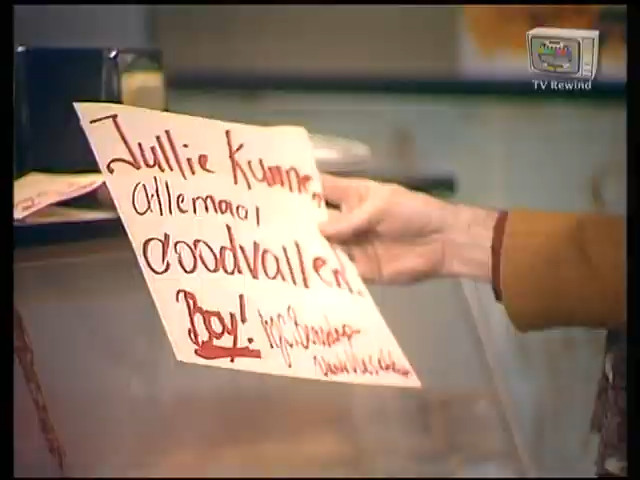 Jullie Kunnen
allemaal
doodvallen!
Boy!
TV Rewind